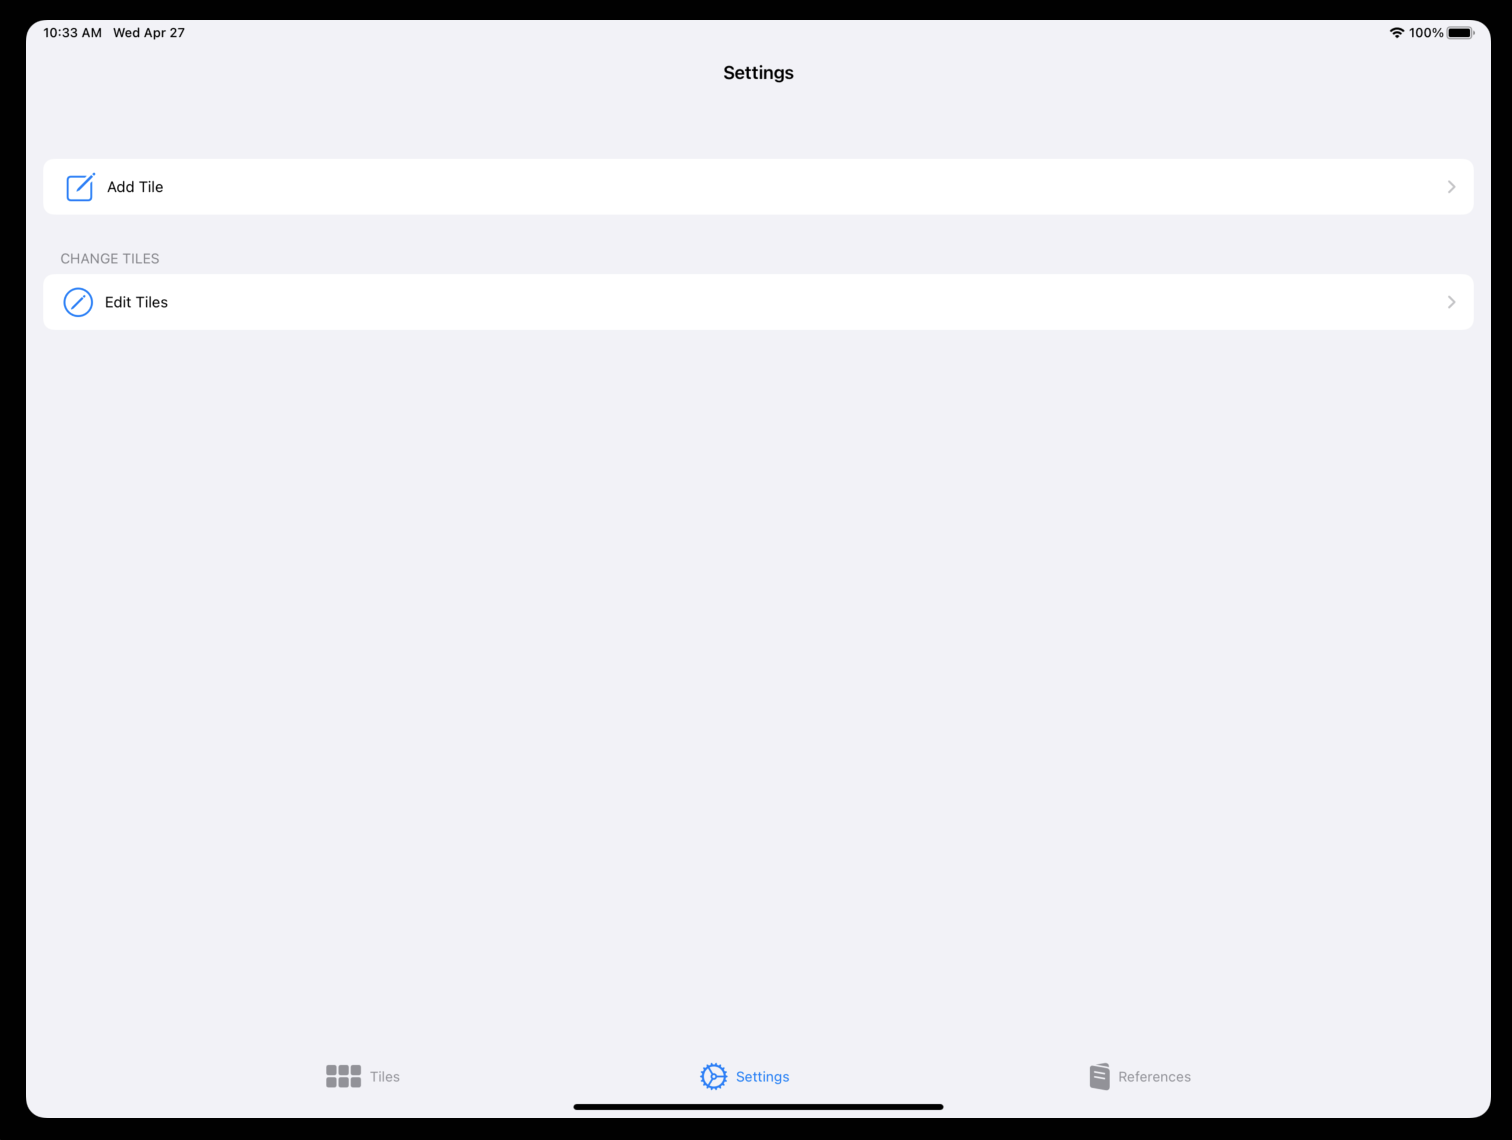 10:33 AM Wed Apr 27
100%
Settings
Add Tile
CHANGE TILES
Edit Tiles
Tiles
Settings
References